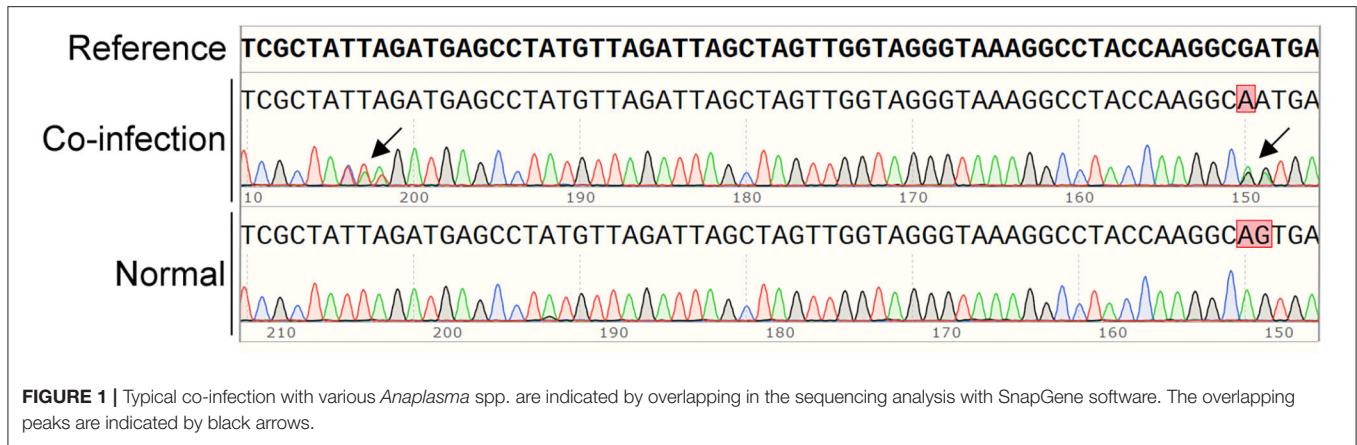 Reference TCGCTATTAGATGAGCCTATGTTAGATTAGCTAGTTGGTAGGGTAAAGGCCTACCAAGGCGATGA
Co-infection TCGCTATTAGATGAGCCTATGTTAGATTAGCTAGTTGGTAGGGTAAAGGCCTACCAAGGCAATGA
10 200 190 180 170 160 150
Normal TCGCTATTAGATGAGCCTATGTTAGATTAGCTAGTTGGTAGGGTAAAGGCCTACCAAGGCAGTGA
210 200 190 180 170 160 150
FIGURE 1 | Typical co-infection with various Anaplasma spp. are indicated by overlapping in the sequencing analysis with SnapGene software. The overlapping
peaks are indicated by black arrows.